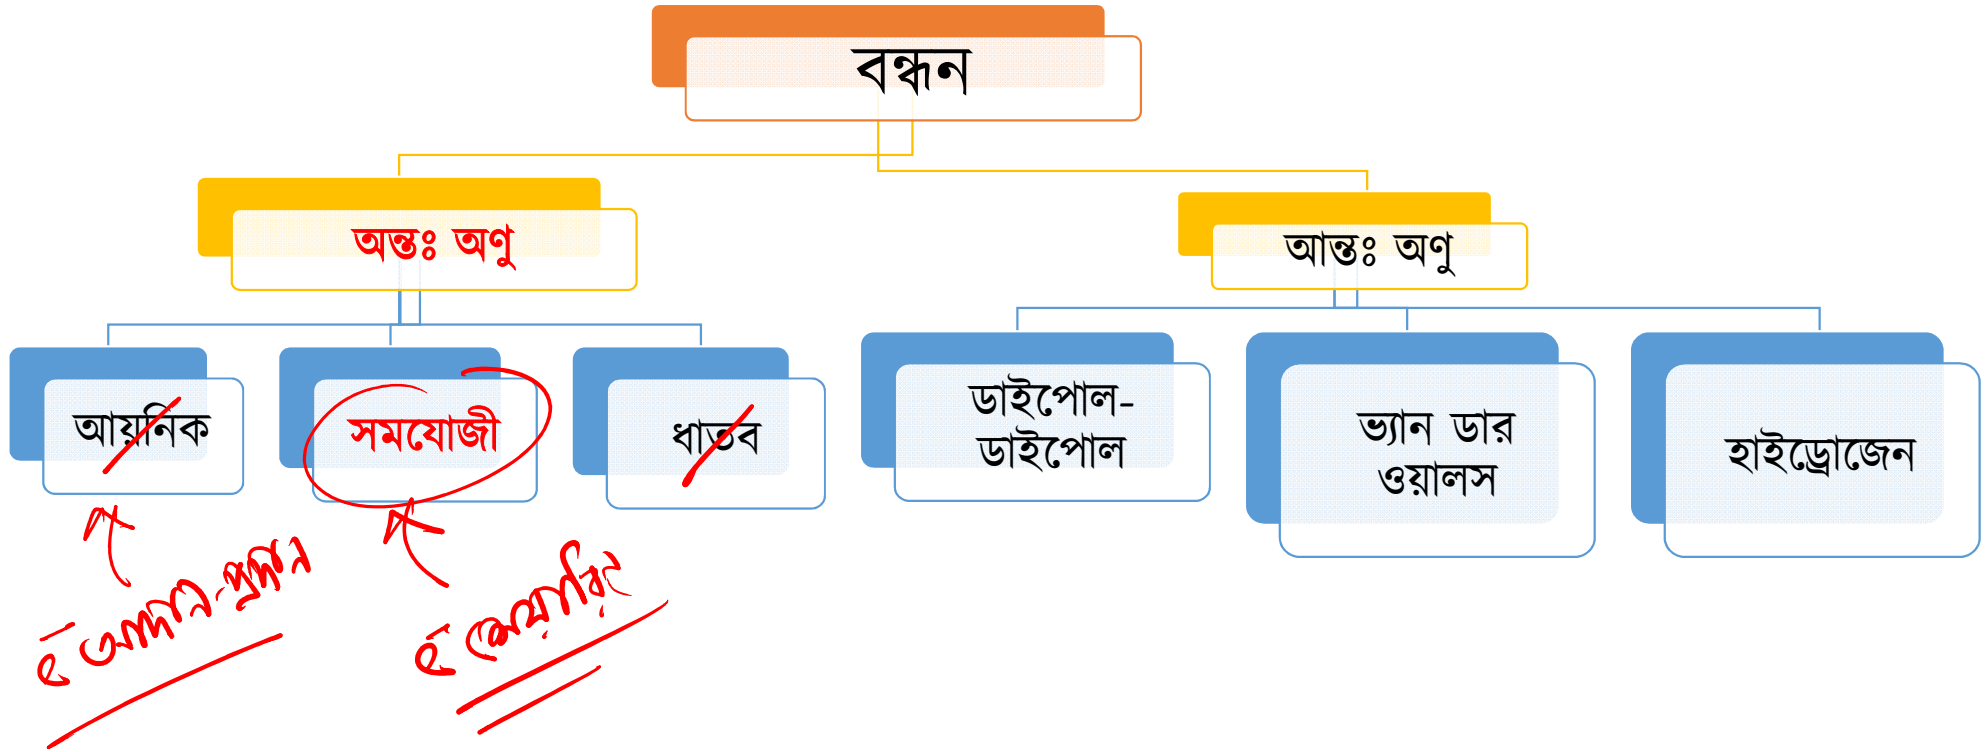 বন্ধন
অন্তঃ অণু
আন্তঃ অণু
আয়নিক
সমযোজী
ধাতব
ডাইপোল-
ডাইপোল
ভ্যান ডার
ওয়ালস
হাইড্রোজেন
e⁻ আদান-প্রদান
e⁻ শেয়ারিং